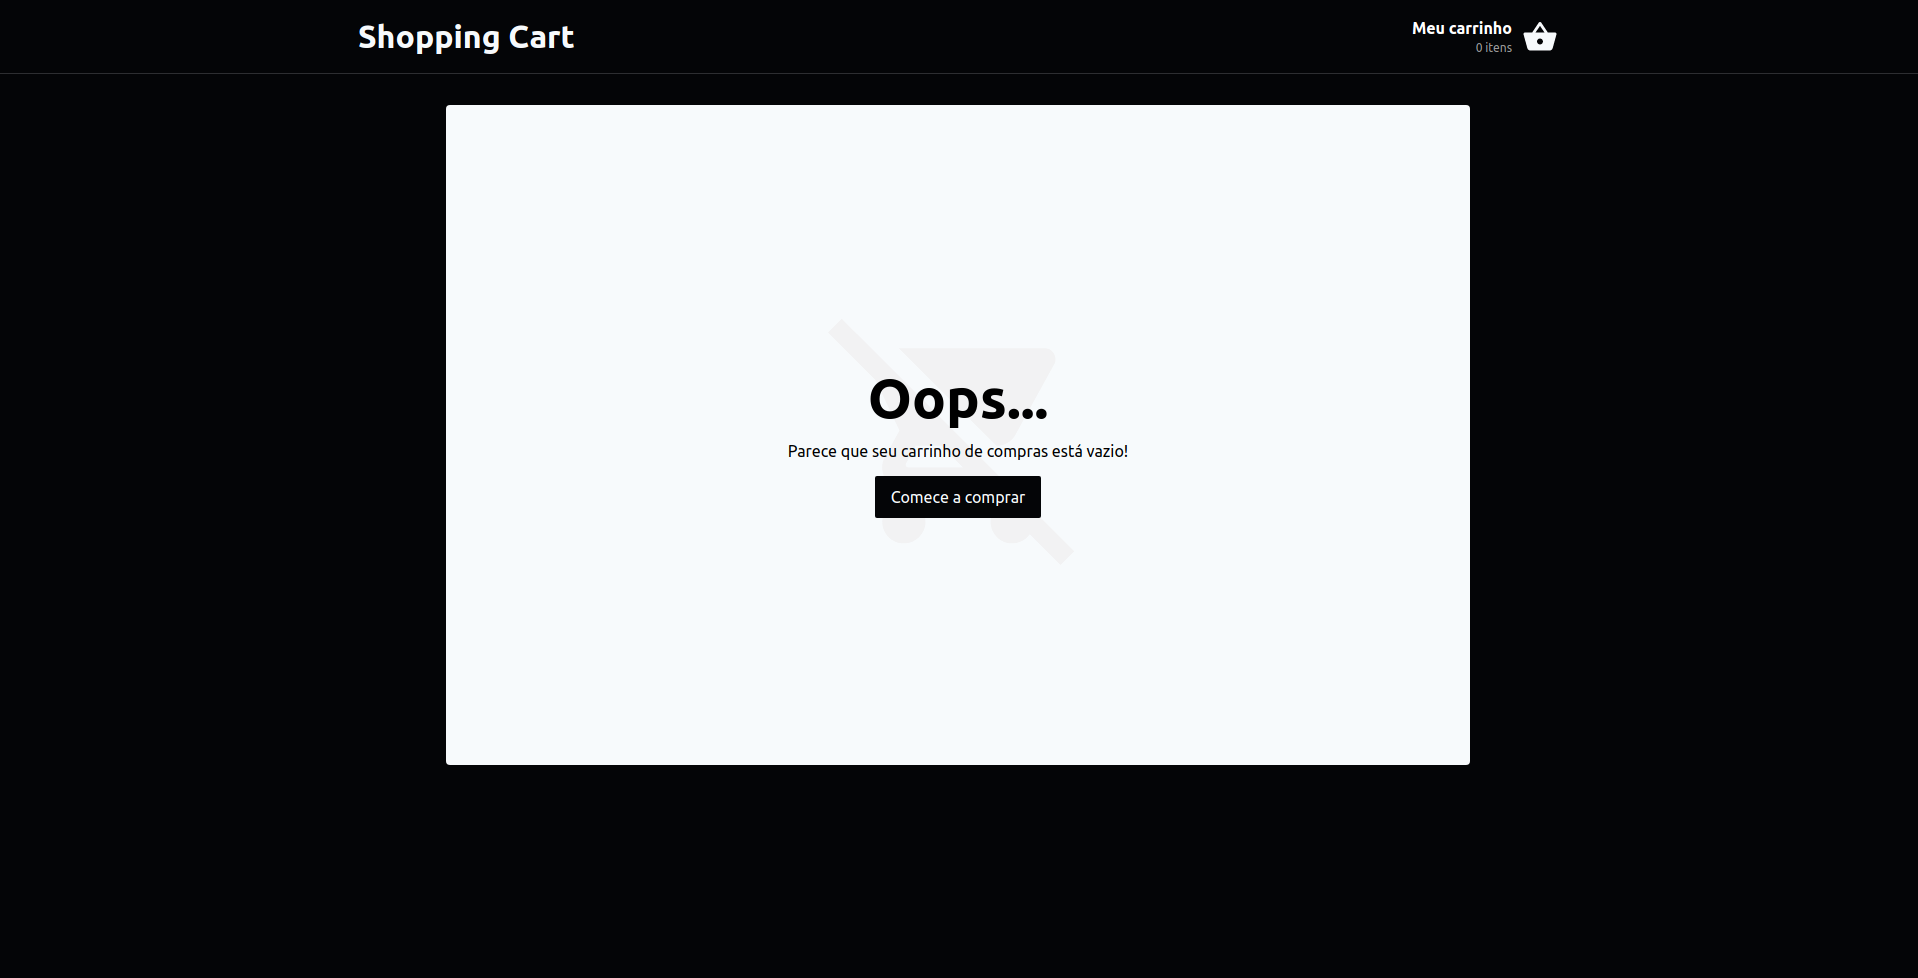 Shopping Cart
Meu carrinho
0 itens
Oops...
Parece que seu carrinho de compras está vazio!
Comece a comprar